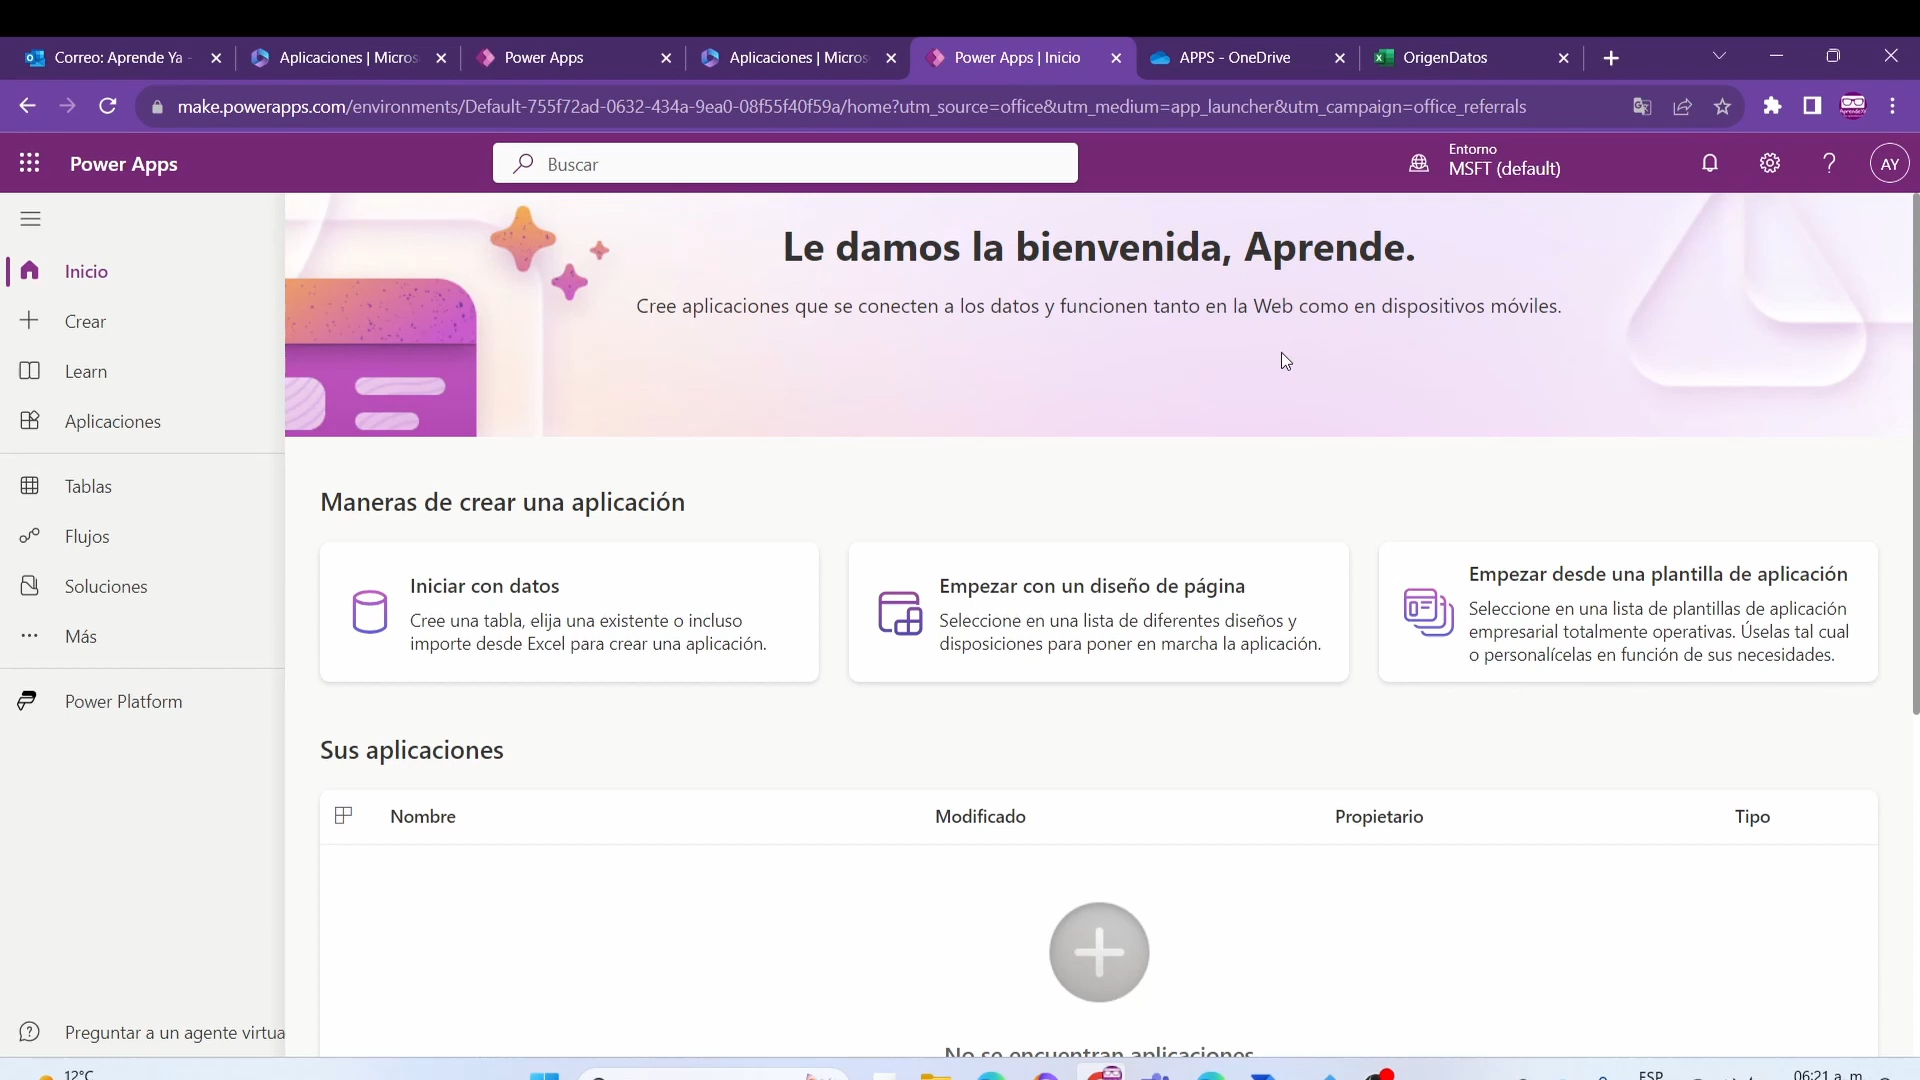 Correo: Aprende Ya -
Aplicaciones | Micros
Power Apps
Aplicaciones | Micros
Power Apps | Inicio
APPS - OneDrive
OrigenDatos
make.powerapps.com/environments/Default-755f72ad-0632-434a-9ea0-08f55f40f59a/home?utm_source=office&utm_medium=app_launcher&utm_campaign=office_referrals
Power Apps
Buscar
Entorno
MSFT (default)
AY
Inicio
Crear
Learn
Aplicaciones
Tablas
Flujos
Soluciones
Más
Power Platform
Preguntar a un agente virtua
Le damos la bienvenida, Aprende.
Cree aplicaciones que se conecten a los datos y funcionen tanto en la Web como en dispositivos móviles.
Maneras de crear una aplicación
Iniciar con datos
Cree una tabla, elija una existente o incluso
importe desde Excel para crear una aplicación.
Empezar con un diseño de página
Seleccione en una lista de diferentes diseños y
disposiciones para poner en marcha la aplicación.
Empezar desde una plantilla de aplicación
Seleccione en una lista de plantillas de aplicación
empresarial totalmente operativas. Úselas tal cual
o personalícelas en función de sus necesidades.
Sus aplicaciones
Nombre
Modificado
Propietario
Tipo
No se encuentran aplicaciones
12°C
ESP
06:21 a. m.